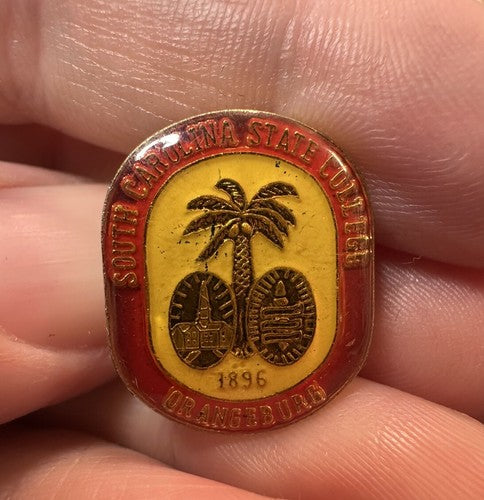 SOUTH CAROLINA STATE COLLEGE
1896
ORANGEBURG